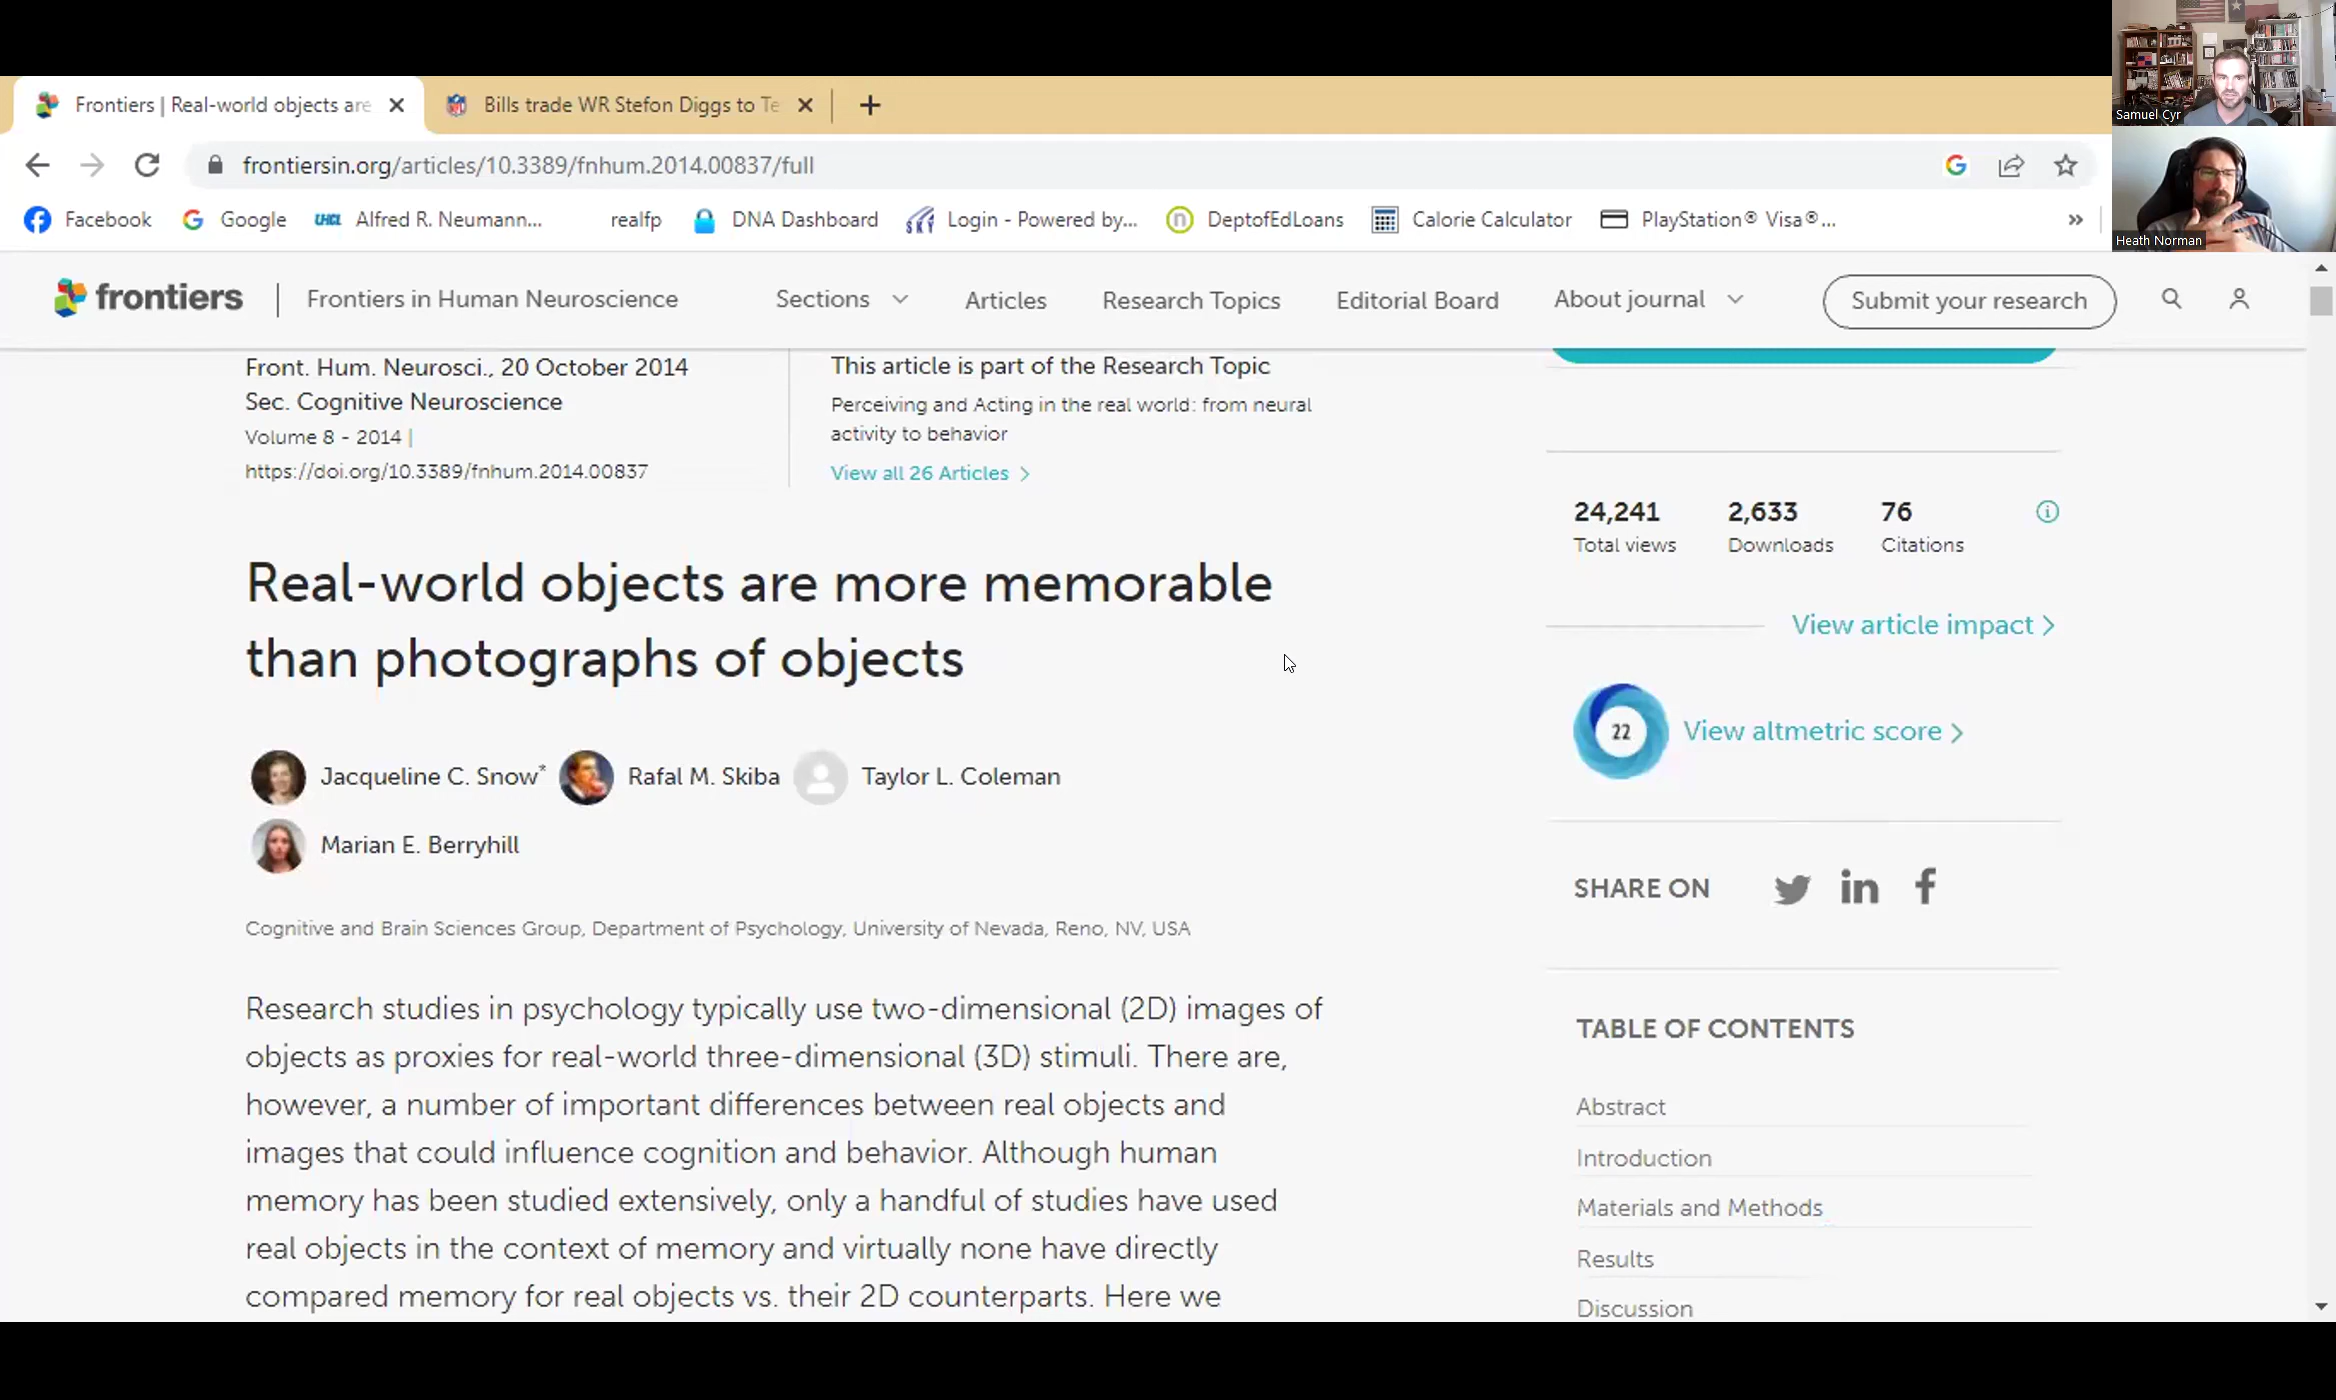 Frontiers | Real-world objects are
Bills trade WR Stefon Diggs to Te
frontiersin.org/articles/10.3389/fnhum.2014.00837/full
Facebook
Google
UHCL Alfred R. Neumann...
realfp
DNA Dashboard
Login - Powered by...
DeptofEdLoans
Calorie Calculator
PlayStation® Visa®...
»
Samuel Cyr
Heath Norman
frontiers
Frontiers in Human Neuroscience
Sections
Articles
Research Topics
Editorial Board
About journal
Submit your research
Front. Hum. Neurosci., 20 October 2014
Sec. Cognitive Neuroscience
Volume 8 - 2014 |
https://doi.org/10.3389/fnhum.2014.00837
This article is part of the Research Topic
Perceiving and Acting in the real world: from neural
activity to behavior
View all 26 Articles >
Real-world objects are more memorable
than photographs of objects
Jacqueline C. Snow* Rafal M. Skiba Taylor L. Coleman
Marian E. Berryhill
Cognitive and Brain Sciences Group, Department of Psychology, University of Nevada, Reno, NV, USA
Research studies in psychology typically use two-dimensional (2D) images of
objects as proxies for real-world three-dimensional (3D) stimuli. There are,
however, a number of important differences between real objects and
images that could influence cognition and behavior. Although human
memory has been studied extensively, only a handful of studies have used
real objects in the context of memory and virtually none have directly
compared memory for real objects vs. their 2D counterparts. Here we
24,241 2,633 76
Total views Downloads Citations
View article impact >
22 View altmetric score >
SHARE ON
TABLE OF CONTENTS
Abstract
Introduction
Materials and Methods
Results
Discussion